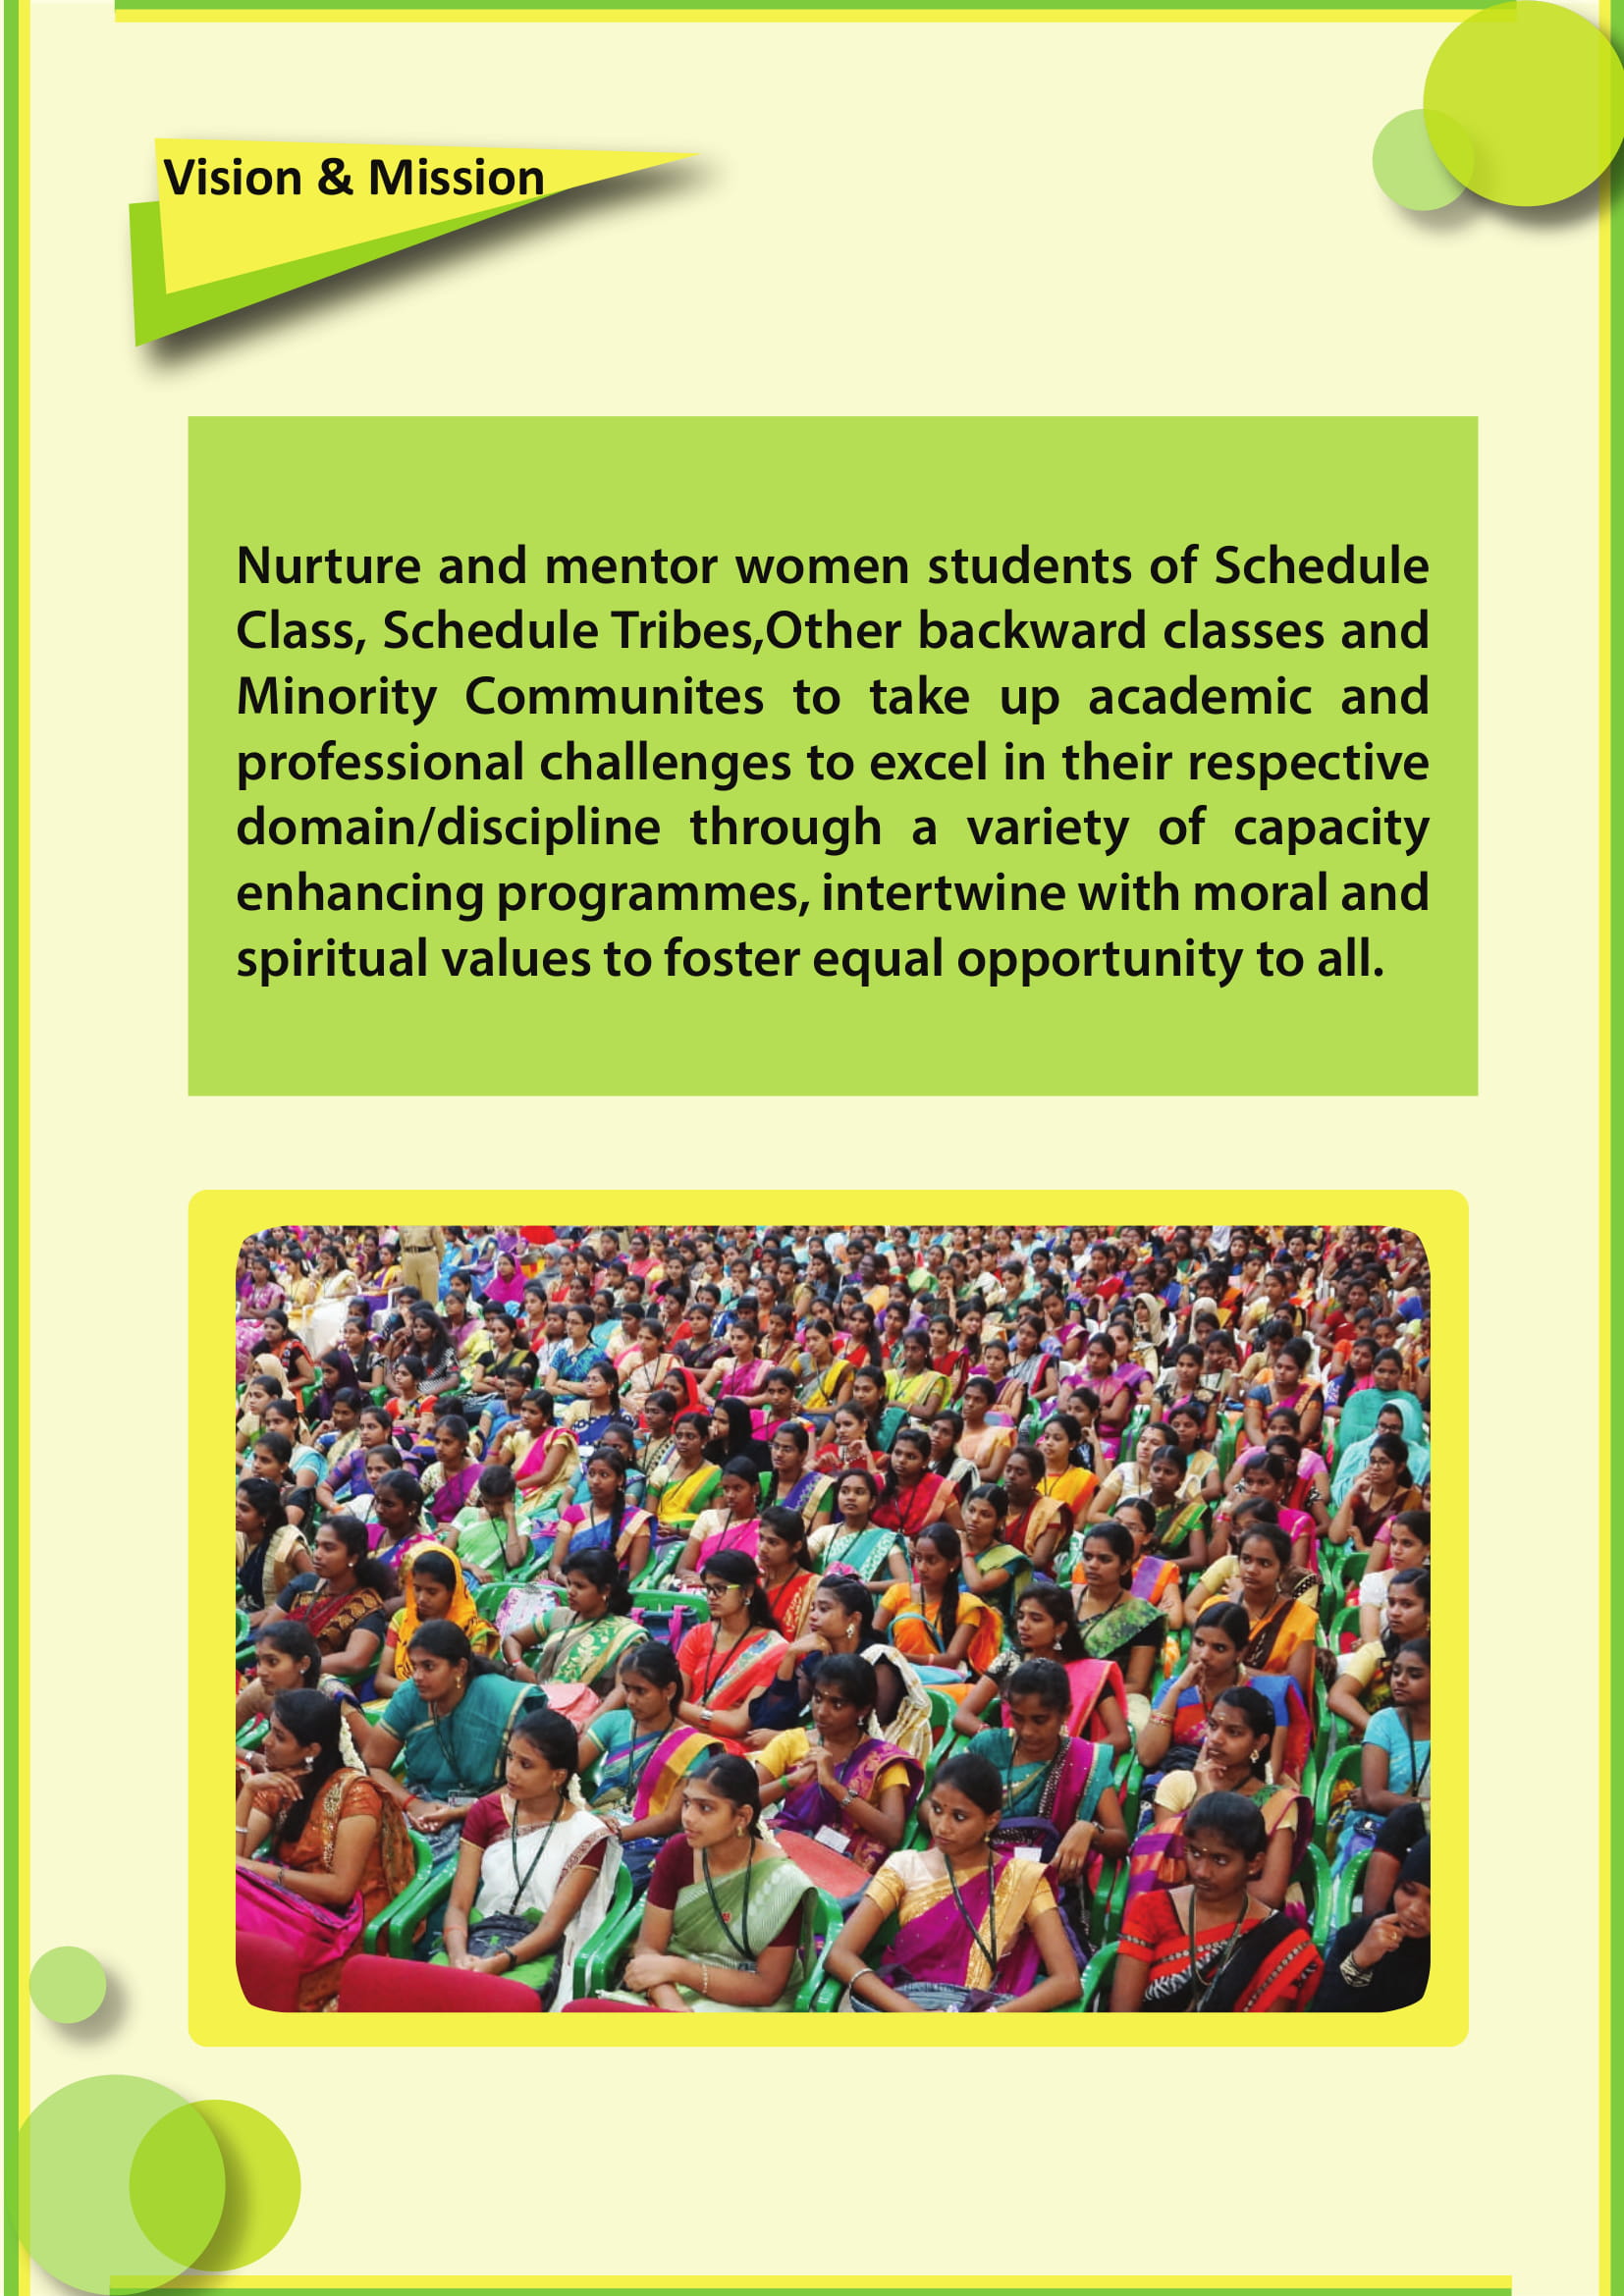 Vision & Mission
Nurture and mentor women students of Schedule
Class, Schedule Tribes,Other backward classes and
Minority Communites to take up academic and
professional challenges to excel in their respective
domain/discipline through a variety of capacity
enhancing programmes, intertwine with moral and
spiritual values to foster equal opportunity to all.